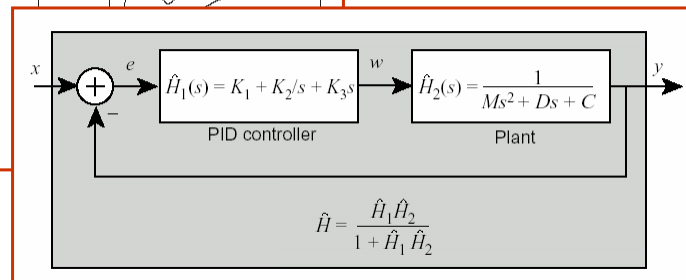 x
e
Ĥ₁(s) = K₁ + K₂/s + K₃s
w
Ĥ₂(s) = 1 / (Ms² + Ds + C)
y
+
−
PID controller
Plant
Ĥ = Ĥ₁Ĥ₂ / (1 + Ĥ₁Ĥ₂)